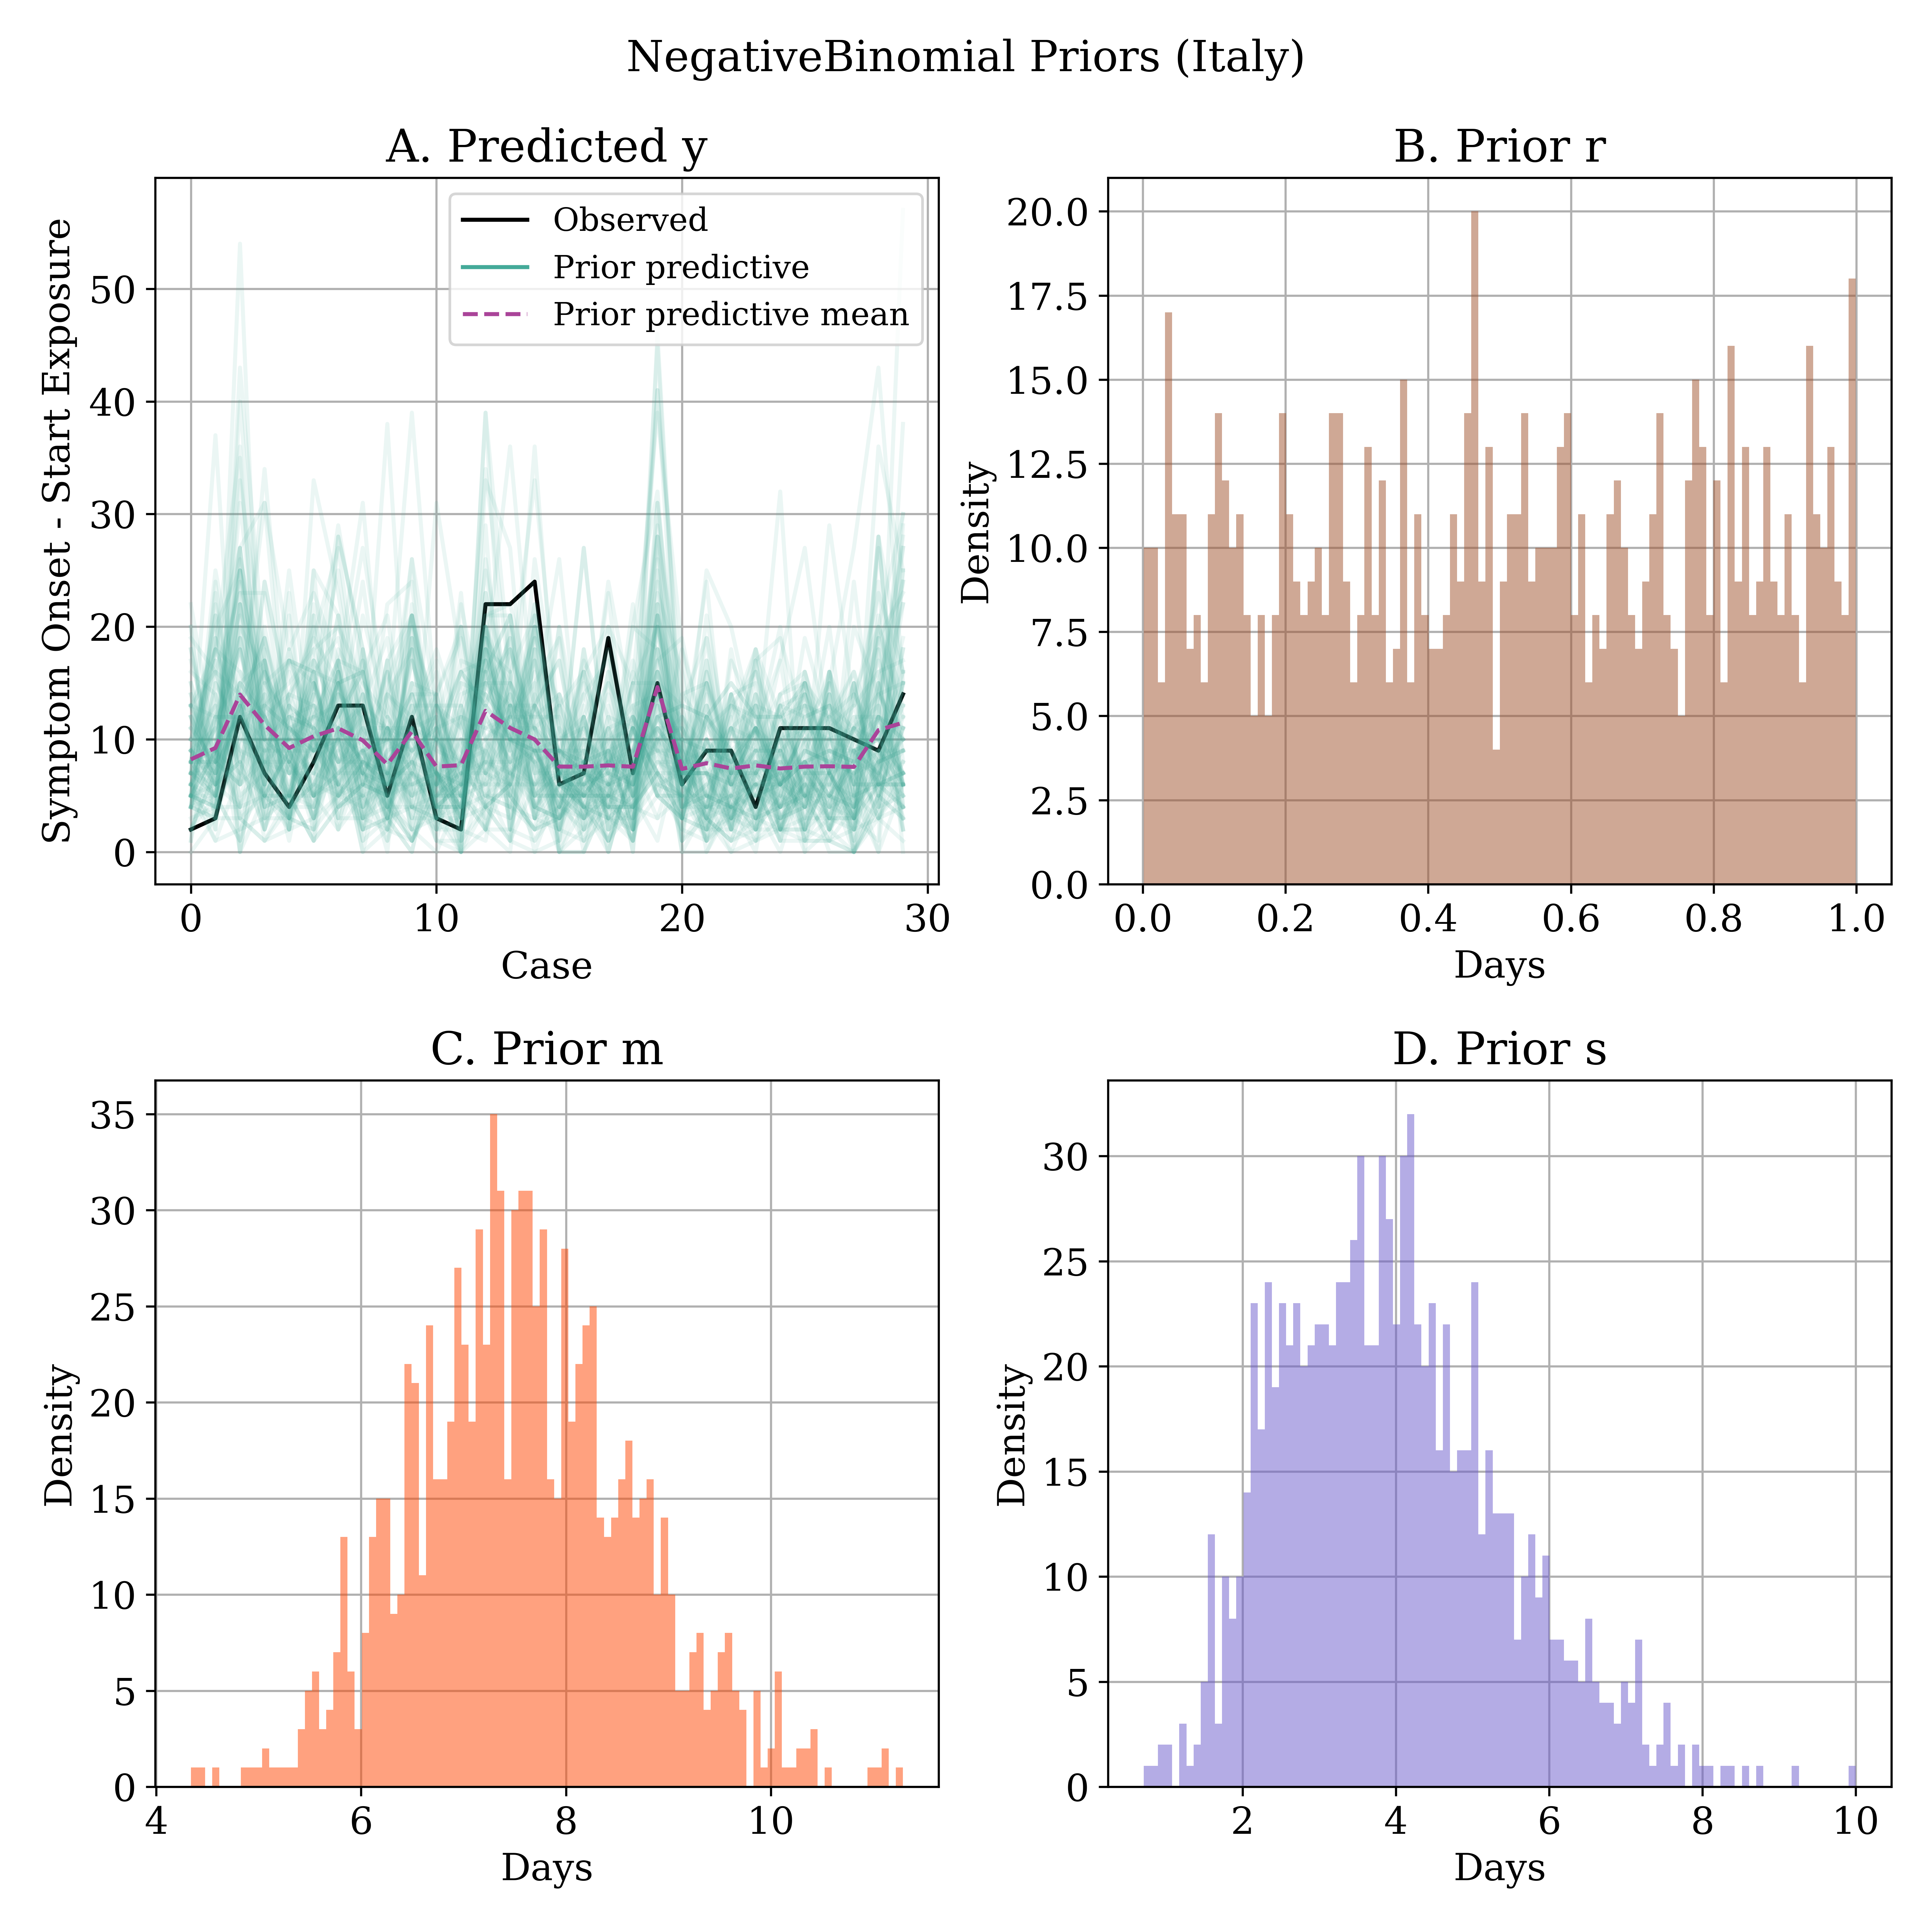 NegativeBinomial Priors (Italy)
A. Predicted y
Symptom Onset - Start Exposure
50
40
30
20
10
0
Observed
Prior predictive
Prior predictive mean
0 10 20 30
Case
B. Prior r
Density
20.0
17.5
15.0
12.5
10.0
7.5
5.0
2.5
0.0
0.0 0.2 0.4 0.6 0.8 1.0
Days
C. Prior m
Density
35
30
25
20
15
10
5
0
4 6 8 10
Days
D. Prior s
Density
30
25
20
15
10
5
0
2 4 6 8 10
Days